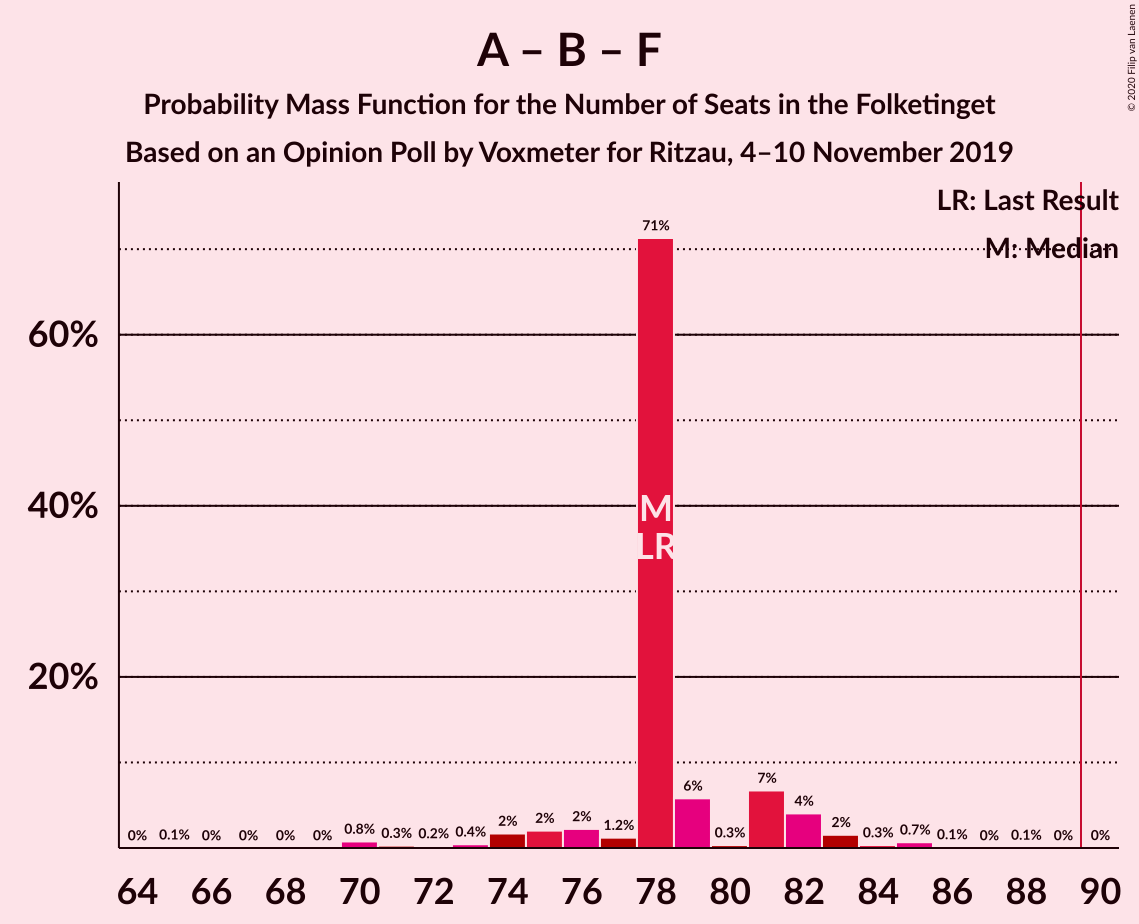 A – B – F
Probability Mass Function for the Number of Seats in the Folketinget
Based on an Opinion Poll by Voxmeter for Ritzau, 4–10 November 2019
© 2020 Filip van Laenen
LR: Last Result
M: Median
60%
40%
20%
0% 0.1% 0% 0% 0% 0% 0.8% 0.3% 0.2% 0.4% 2% 2% 2% 1.2% 71% 6% 0.3% 7% 4% 2% 0.3% 0.7% 0.1% 0% 0.1% 0% 0%
M
LR
64 66 68 70 72 74 76 78 80 82 84 86 88 90